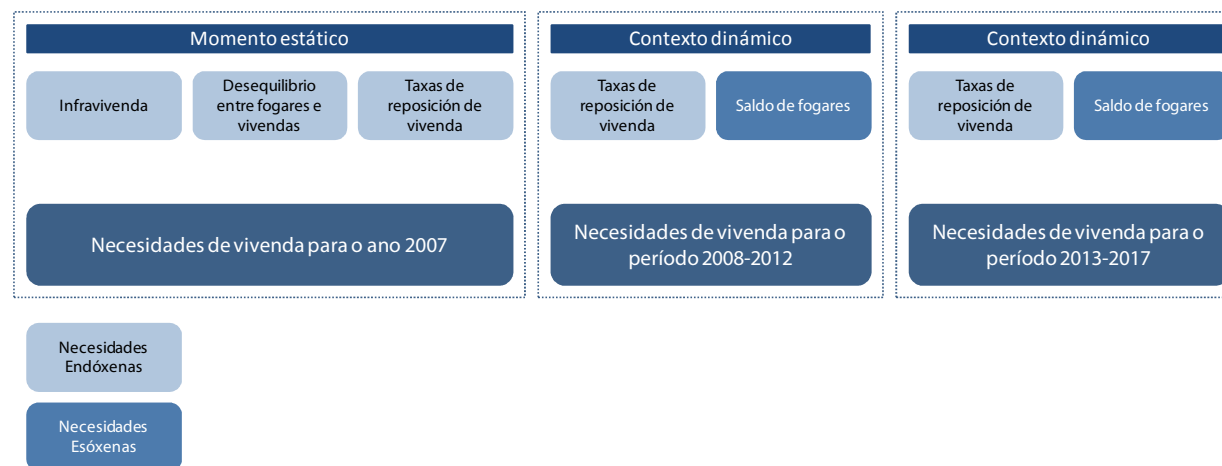 Momento estático
Infravivenda
Desequilibrio
entre fogares e
vivendas
Taxas de
reposición de
vivenda
Necesidades de vivenda para o ano 2007
Contexto dinámico
Taxas de
reposición de
vivenda
Saldo de fogares
Necesidades de vivenda para o
período 2008-2012
Contexto dinámico
Taxas de
reposición de
vivenda
Saldo de fogares
Necesidades de vivenda para o
período 2013-2017
Necesidades
Endóxenas
Necesidades
Esóxenas